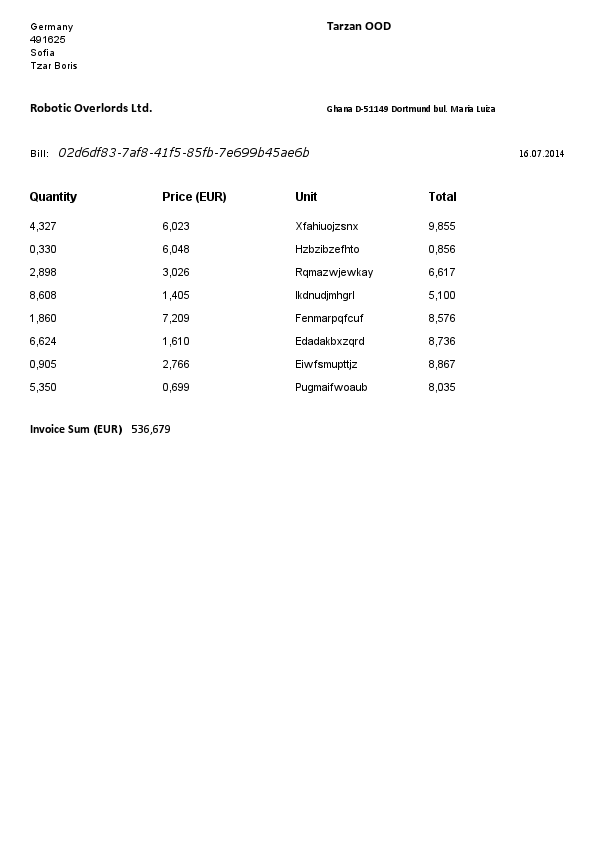 Germany
491625
Sofia
Tzar Boris
Tarzan OOD
Robotic Overlords Ltd.
Ghana D-51149 Dortmund bul. Maria Luiza
Bill: 02d6df83-7af8-41f5-85fb-7e699b45ae6b 16.07.2014
Quantity Price (EUR) Unit Total
4,327 6,023 Xfahiuojzsnx 9,855
0,330 6,048 Hzbzibzefhto 0,856
2,898 3,026 Rqmazwjewkay 6,617
8,608 1,405 Ikdnudjmhgrl 5,100
1,860 7,209 Fenmarpqfcuf 8,576
6,624 1,610 Edadakbxzqrd 8,736
0,905 2,766 Eiwfsmupttjz 8,867
5,350 0,699 Pugmaifwoaub 8,035
Invoice Sum (EUR) 536,679